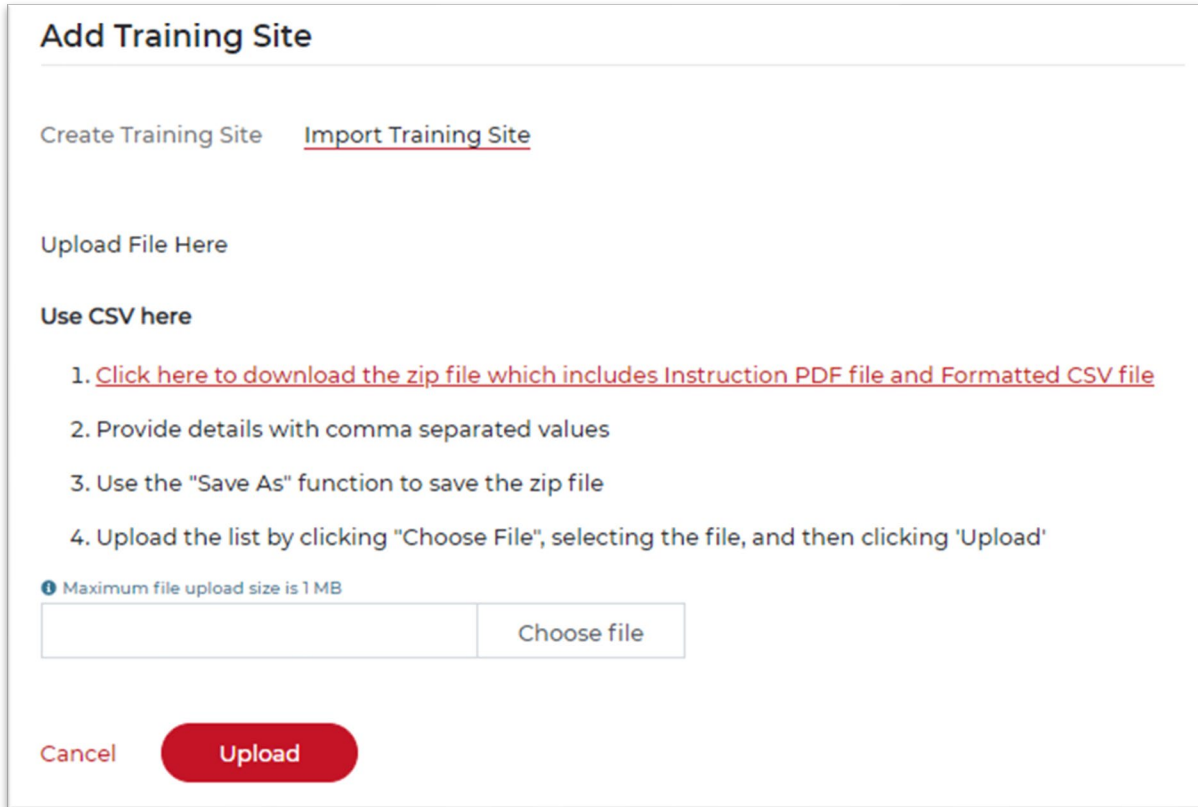 Add Training Site
Create Training Site Import Training Site
Upload File Here
Use CSV here
1. Click here to download the zip file which includes Instruction PDF file and Formatted CSV file
2. Provide details with comma separated values
3. Use the "Save As" function to save the zip file
4. Upload the list by clicking "Choose File", selecting the file, and then clicking 'Upload'
Maximum file upload size is 1 MB
Choose file
Cancel Upload